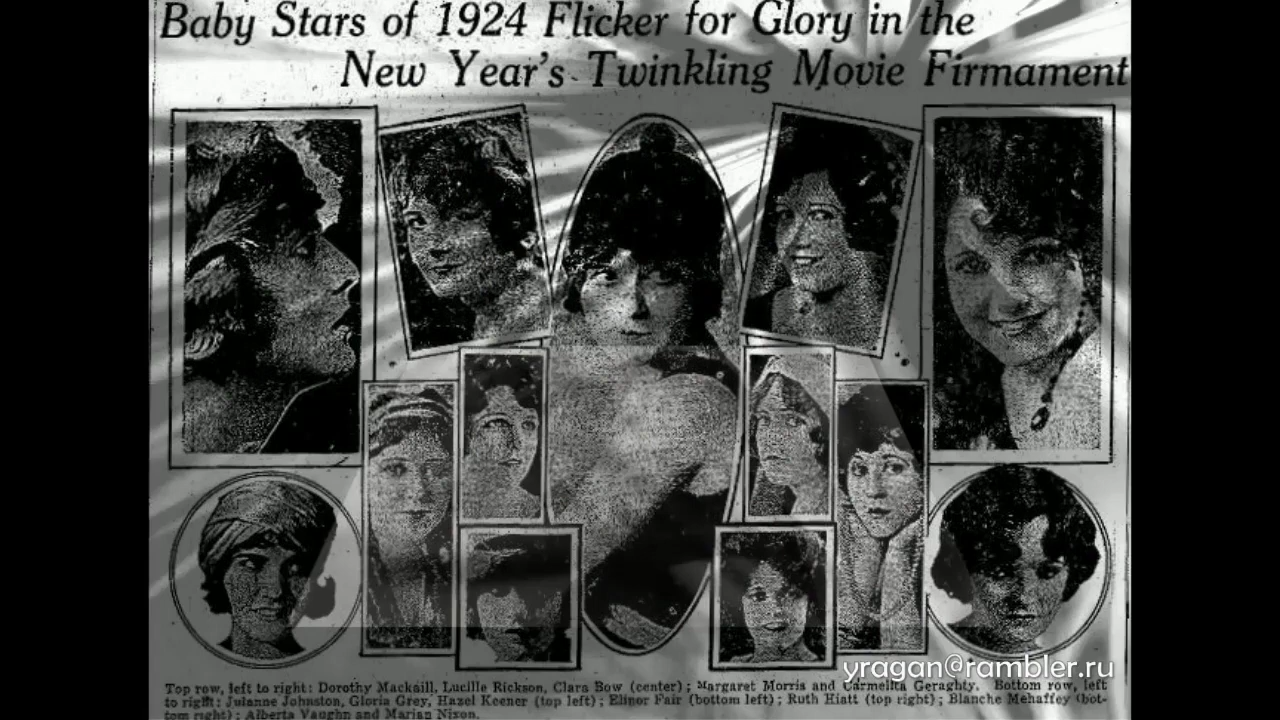 Baby Stars of 1924 Flicker for Glory in the
New Year's Twinkling Movie Firmament
yragan@rambler.ru
Top row, left to right: Dorothy Mackaill, Lucille Rickson, Clara Bow (center); Margaret Morris and Carmelita Geraghty. Bottom row, left
to right: Julanne Johnston, Gloria Grey, Hazel Keener (top left); Elinor Fair (bottom left); Ruth Hiatt (top right); Blanche Mehaffey (bot-
tom right); Alberta Vaughn and Marian Nixon.